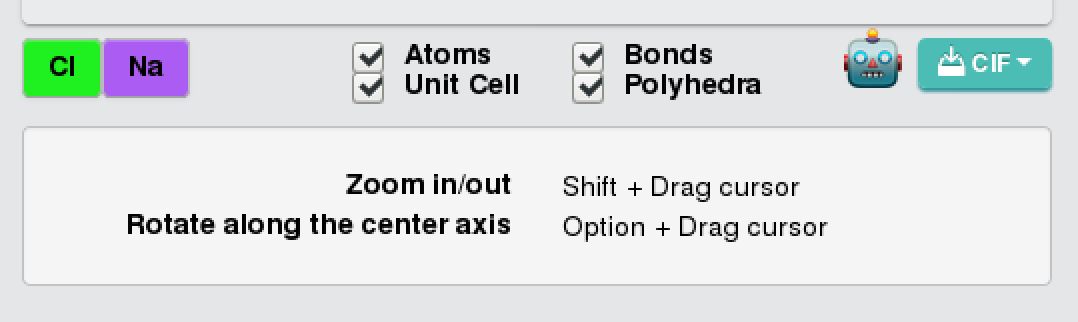 Cl Na
Atoms Bonds CIF
Unit Cell Polyhedra
Zoom in/out Shift + Drag cursor
Rotate along the center axis Option + Drag cursor